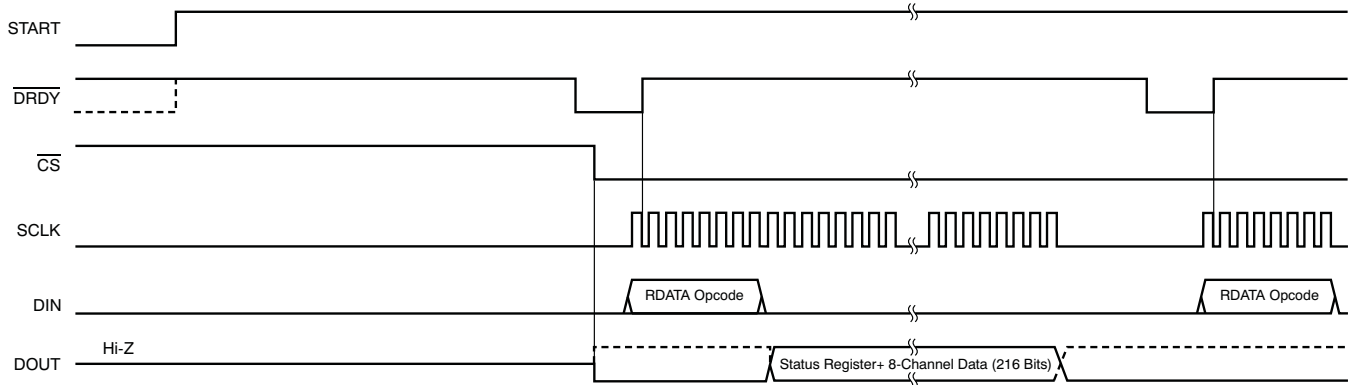 START
DRDY
CS
SCLK
DIN
RDATA Opcode
RDATA Opcode
Hi-Z
DOUT
Status Register+ 8-Channel Data (216 Bits)